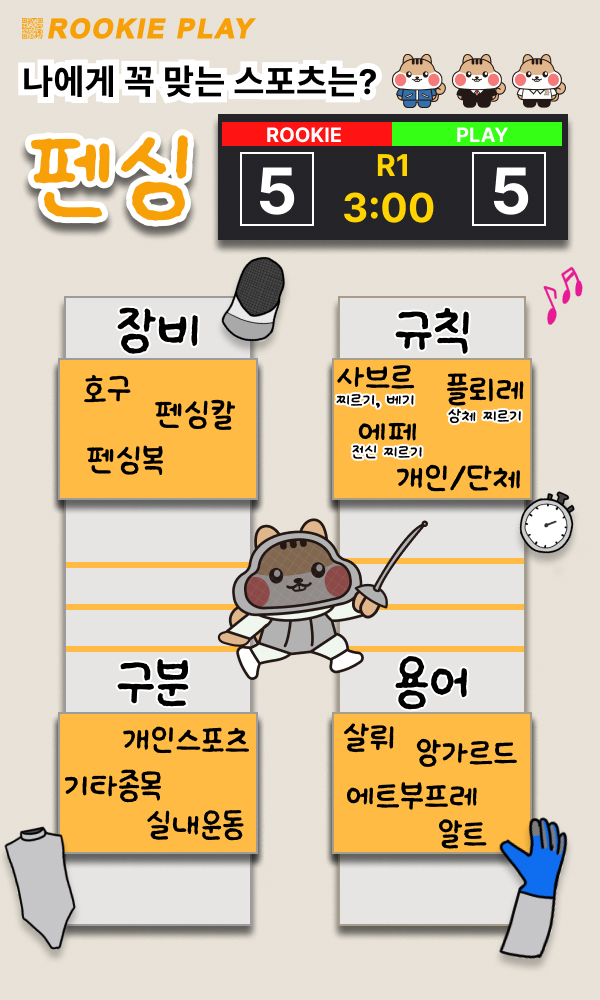 ROOKIE PLAY
나에게 꼭 맞는 스포츠는?
펜싱
ROOKIE PLAY
5 R1 5
3:00
장비
호구
펜싱칼
펜싱복
규칙
사브르 플뢰레
찌르기, 베기 상체 찌르기
에페
전신 찌르기
개인/단체
구분
개인스포츠
기타종목
실내운동
용어
살뤼
앙가르드
에트부프레
알트